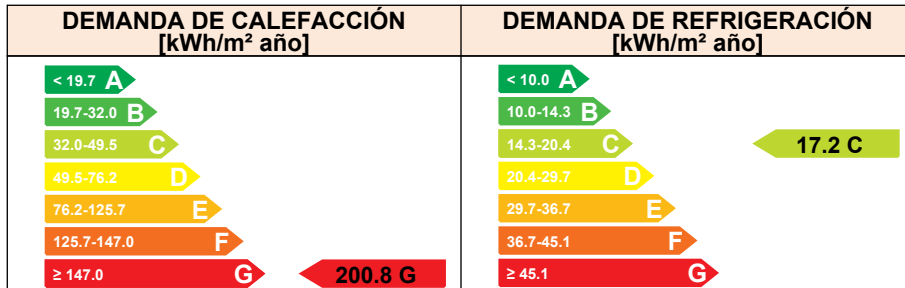 DEMANDA DE CALEFACCIÓN
[kWh/m² año]
< 19.7 A
19.7-32.0 B
32.0-49.5 C
49.5-76.2 D
76.2-125.7 E
125.7-147.0 F
≥ 147.0 G
200.8 G
DEMANDA DE REFRIGERACIÓN
[kWh/m² año]
< 10.0 A
10.0-14.3 B
14.3-20.4 C
17.2 C
20.4-29.7 D
29.7-36.7 E
36.7-45.1 F
≥ 45.1 G